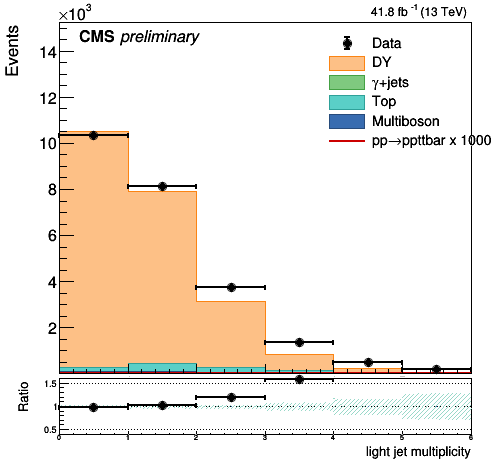 ×10³
41.8 fb⁻¹ (13 TeV)
CMS preliminary
Events
14
12
10
8
6
4
2
Data
DY
γ+jets
Top
Multiboson
pp→ppttbar x 1000
Ratio
1.5
1
0.5
0 1 2 3 4 5 6
light jet multiplicity